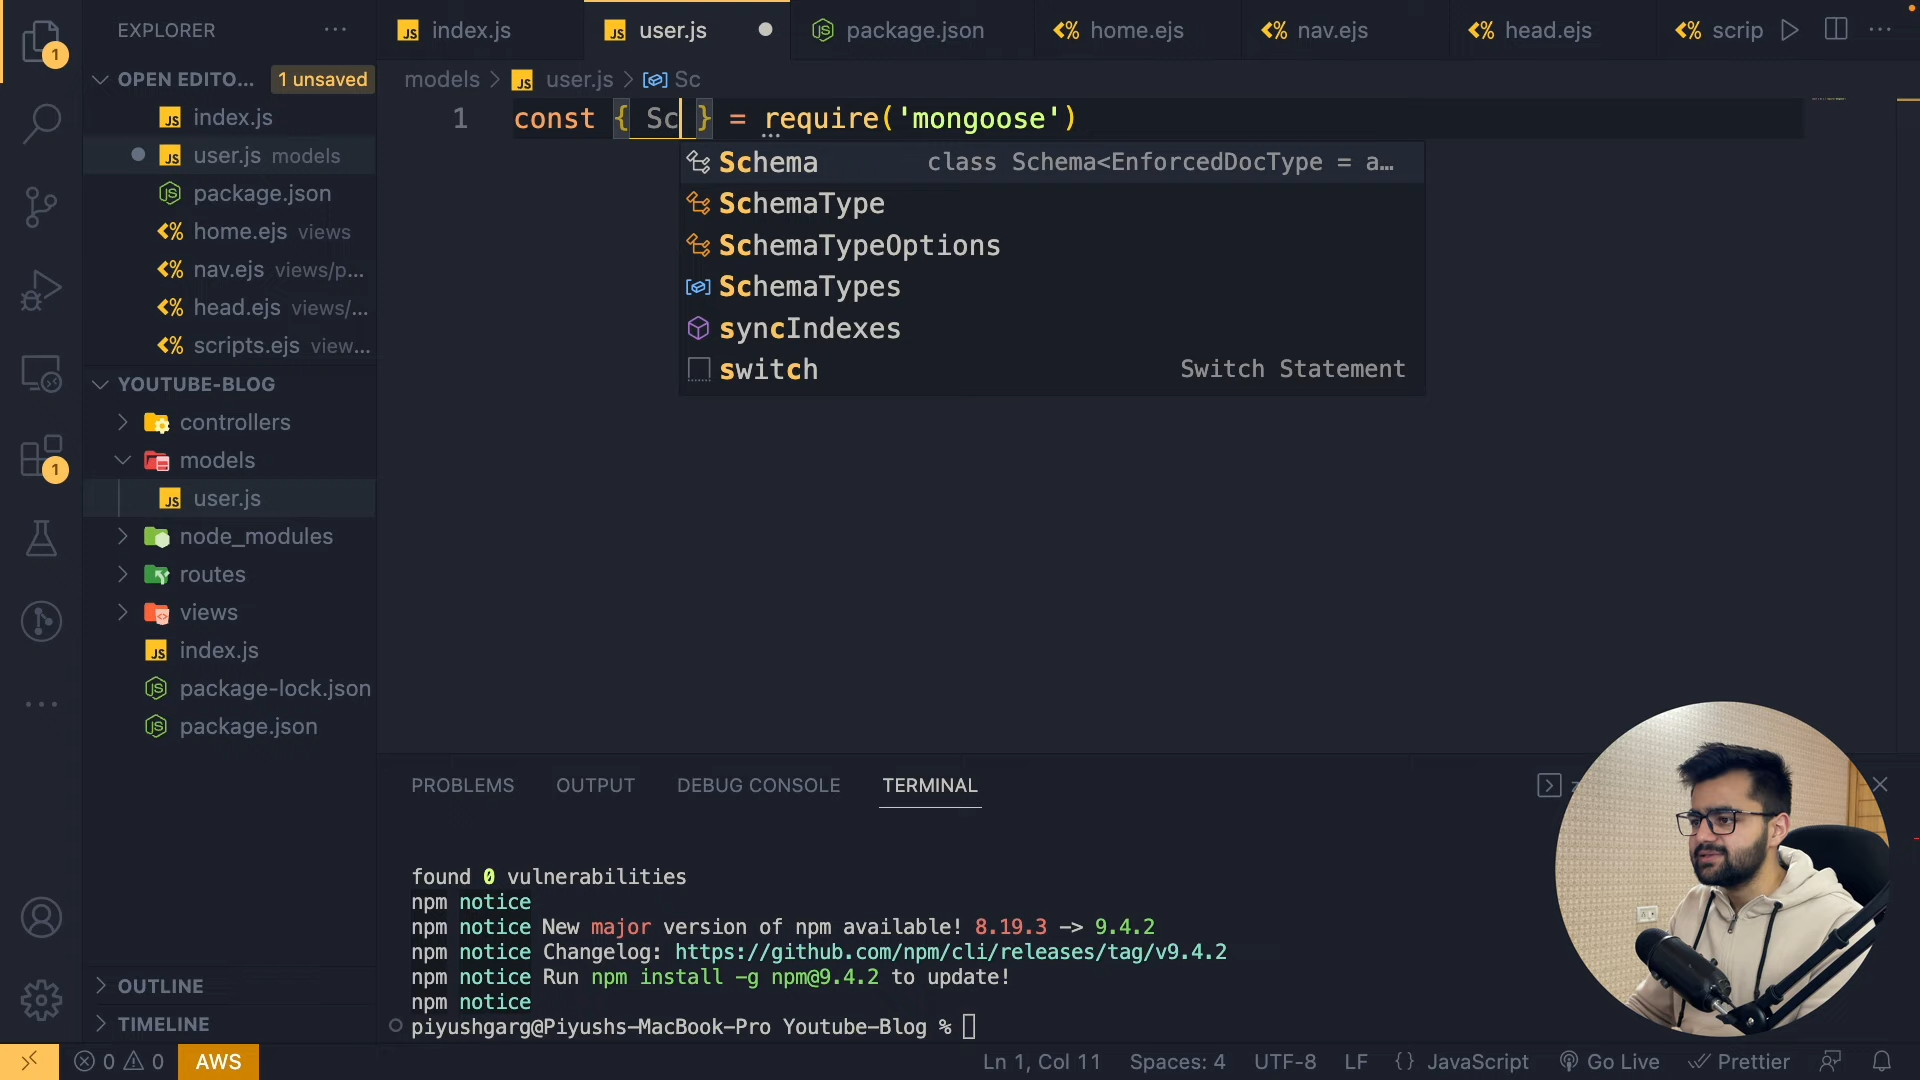 EXPLORER
index.js
user.js
package.json
home.ejs
nav.ejs
head.ejs
scrip
OPEN EDITO...
1 unsaved
index.js
user.js models
package.json
home.ejs views
nav.ejs views/p...
head.ejs views/...
scripts.ejs view...
YOUTUBE-BLOG
controllers
models
user.js
node_modules
routes
views
index.js
package-lock.json
package.json
OUTLINE
TIMELINE
models > user.js > Sc
1 const { Sc } = require('mongoose')
Schema class Schema<EnforcedDocType = a...
SchemaType
SchemaTypeOptions
SchemaTypes
syncIndexes
switch Switch Statement
PROBLEMS OUTPUT DEBUG CONSOLE TERMINAL
found 0 vulnerabilities
npm notice
npm notice New major version of npm available! 8.19.3 -> 9.4.2
npm notice Changelog: https://github.com/npm/cli/releases/tag/v9.4.2
npm notice Run npm install -g npm@9.4.2 to update!
npm notice
piyushgarg@Piyushs-MacBook-Pro Youtube-Blog %
0 0 AWS Ln 1, Col 11 Spaces: 4 UTF-8 LF {} JavaScript Go Live Prettier